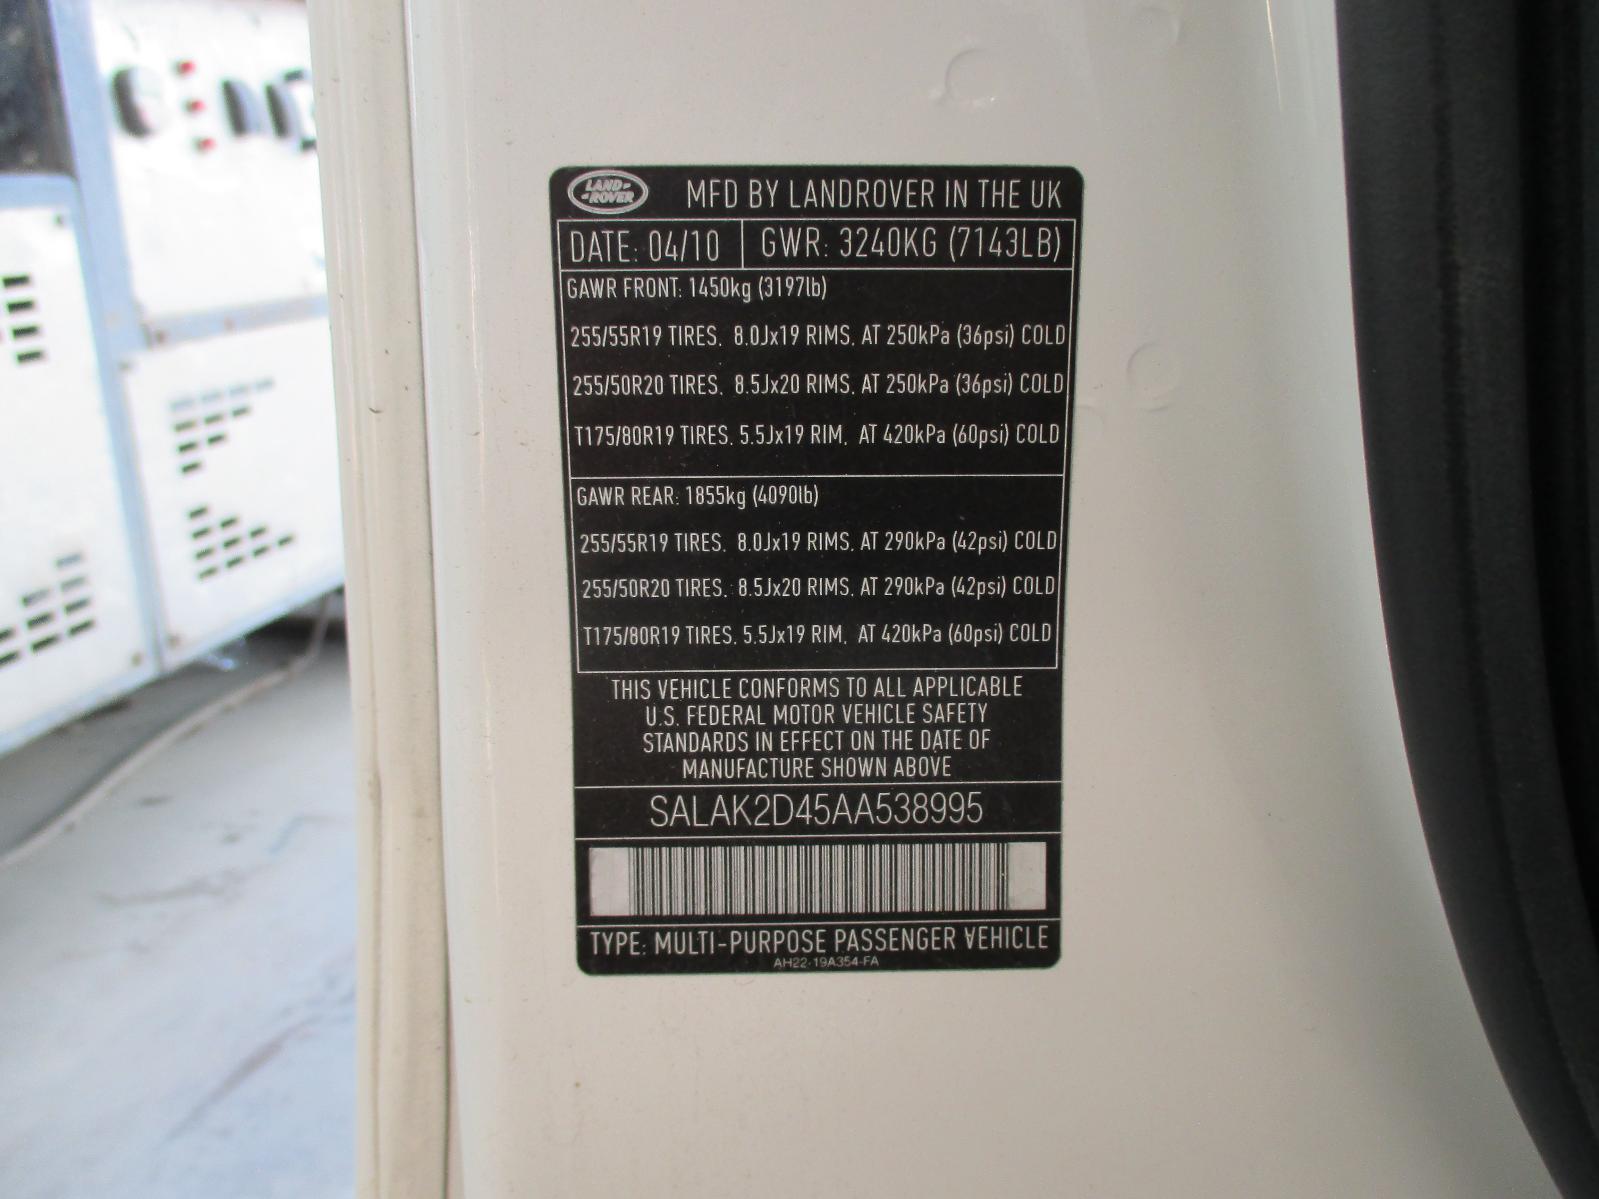 LAND-
-ROVER
MFD BY LANDROVER IN THE UK
DATE: 04/10 GWR: 3240KG (7143LB)
GAWR FRONT: 1450kg (3197lb)
255/55R19 TIRES, 8.0Jx19 RIMS, AT 250kPa (36psi) COLD
255/50R20 TIRES, 8.5Jx20 RIMS, AT 250kPa (36psi) COLD
T175/80R19 TIRES, 5.5Jx19 RIM, AT 420kPa (60psi) COLD
GAWR REAR: 1855kg (4090lb)
255/55R19 TIRES, 8.0Jx19 RIMS, AT 290kPa (42psi) COLD
255/50R20 TIRES, 8.5Jx20 RIMS, AT 290kPa (42psi) COLD
T175/80R19 TIRES, 5.5Jx19 RIM, AT 420kPa (60psi) COLD
THIS VEHICLE CONFORMS TO ALL APPLICABLE
U.S. FEDERAL MOTOR VEHICLE SAFETY
STANDARDS IN EFFECT ON THE DATE OF
MANUFACTURE SHOWN ABOVE
SALAK2D45AA538995
TYPE: MULTI-PURPOSE PASSENGER VEHICLE
AH22-19A354-FA